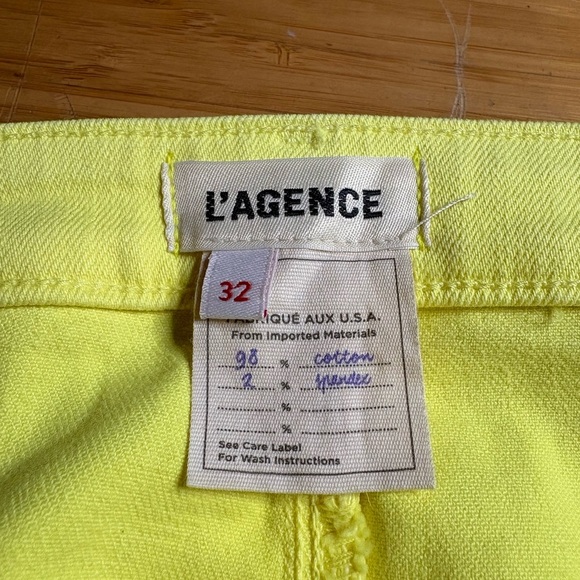 L'AGENCE
32
FABRIQUÉ AUX U.S.A.
From Imported Materials
98 % cotton
2 % spandex
%
%
See Care Label
For Wash Instructions